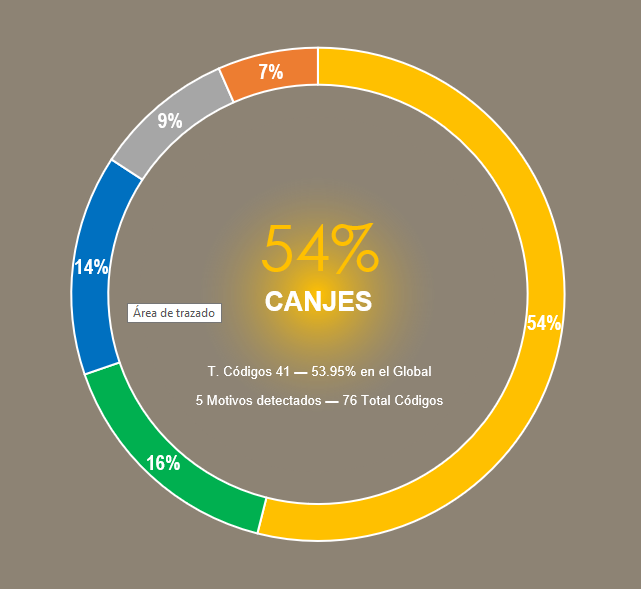 7%
9%
54%
14%
CANJES
Área de trazado
54%
T. Códigos 41 — 53.95% en el Global
5 Motivos detectados — 76 Total Códigos
16%